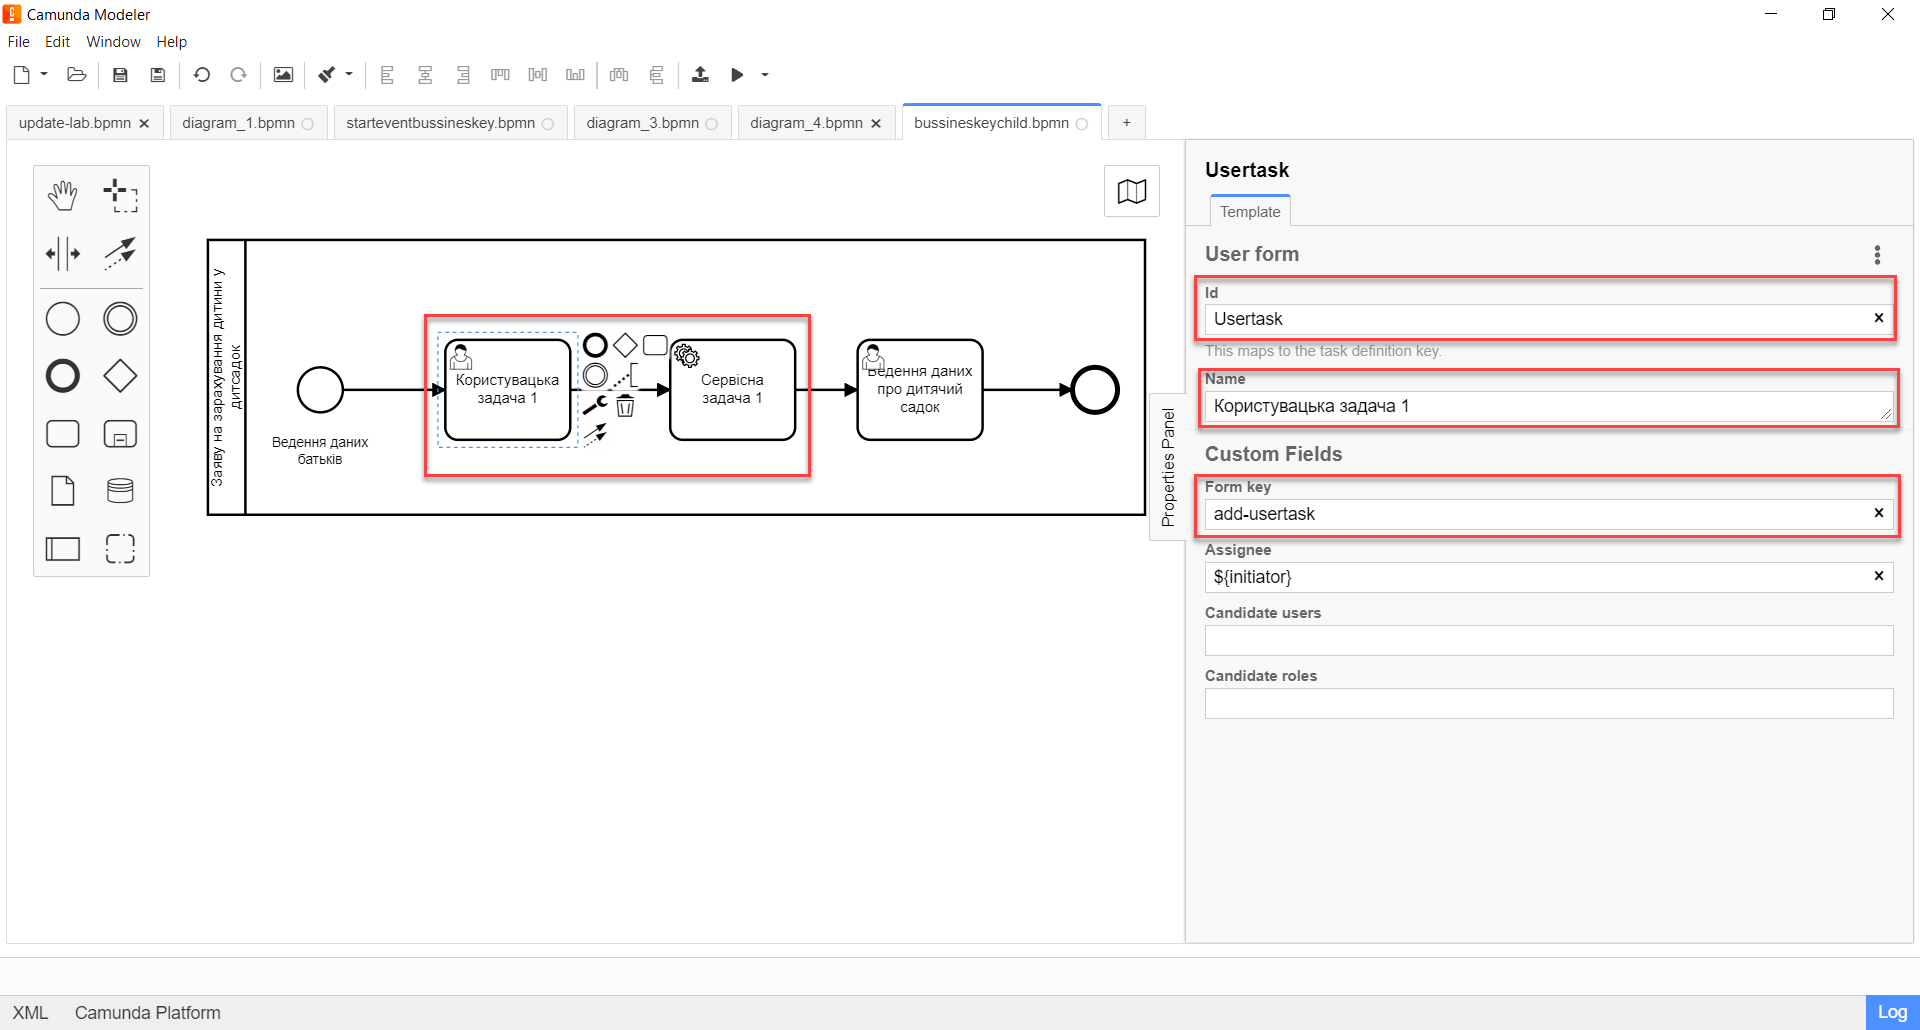 Camunda Modeler
File Edit Window Help
update-lab.bpmn
diagram_1.bpmn
starteventbussineskey.bpmn
diagram_3.bpmn
diagram_4.bpmn
bussineskeychild.bpmn
+
Заяву на зарахування дитини у
дитсадок
Ведення даних
батьків
Користувацька
задача 1
Сервісна
задача 1
Ведення даних
про дитячий
садок
Properties Panel
Usertask
Template
User form
Id
Usertask
This maps to the task definition key.
Name
Користувацька задача 1
Custom Fields
Form key
add-usertask
Assignee
${initiator}
Candidate users
Candidate roles
XML Camunda Platform
Log